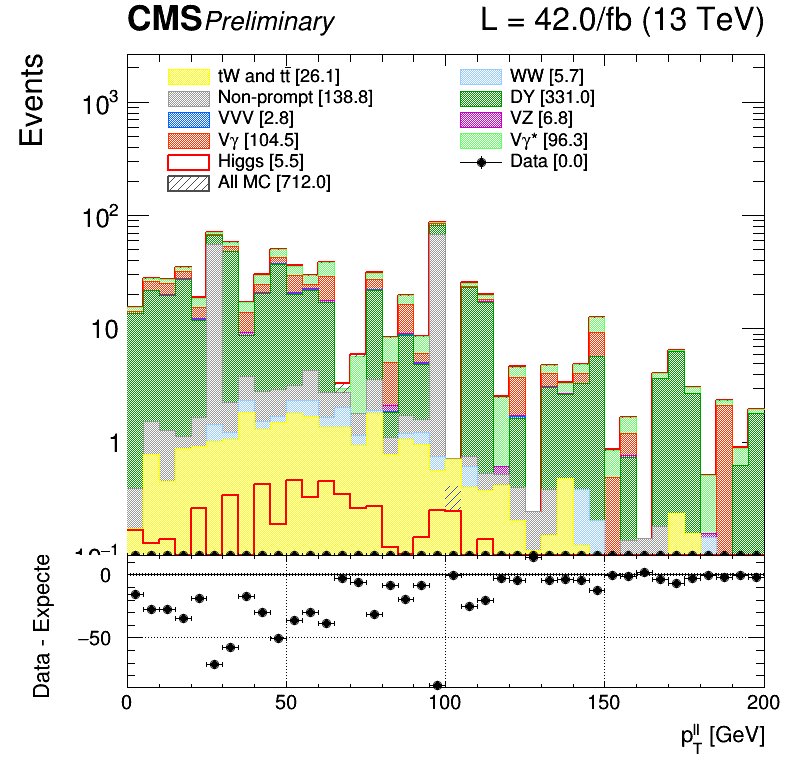 CMS Preliminary L = 42.0/fb (13 TeV)
Events
tW and tt̄ [26.1] WW [5.7]
Non-prompt [138.8] DY [331.0]
VVV [2.8] VZ [6.8]
Vγ [104.5] Vγ* [96.3]
Higgs [5.5] Data [0.0]
All MC [712.0]
10³
10²
10
1
10⁻¹
Data - Expecte
0
−50
0 50 100 150 200
p_T^ll [GeV]